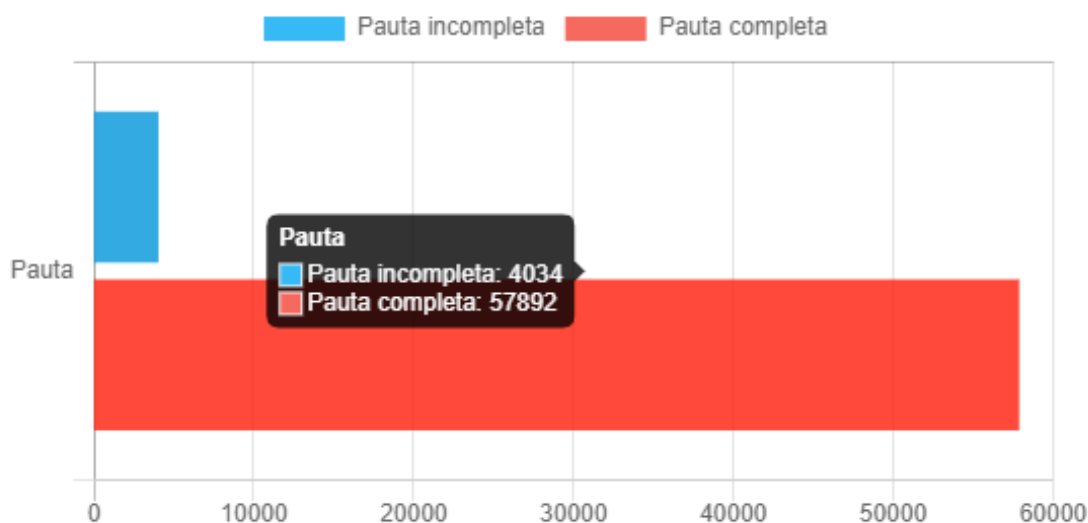 Pauta incompleta Pauta completa
Pauta
Pauta incompleta: 4034
Pauta completa: 57892
Pauta
0 10000 20000 30000 40000 50000 60000